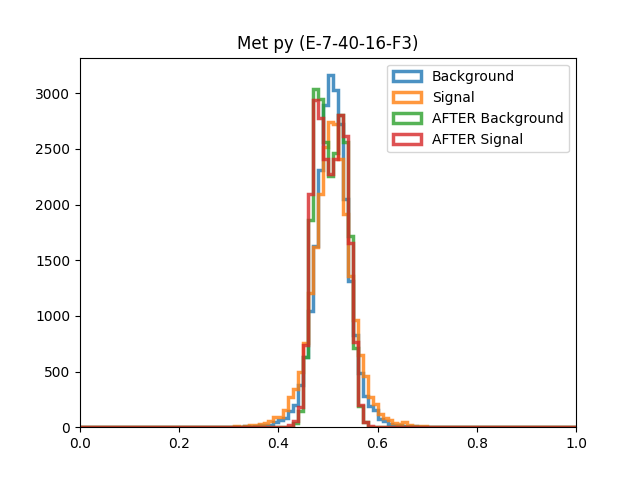 Met py (E-7-40-16-F3)
Background
Signal
AFTER Background
AFTER Signal
3000
2500
2000
1500
1000
500
0
0.0 0.2 0.4 0.6 0.8 1.0